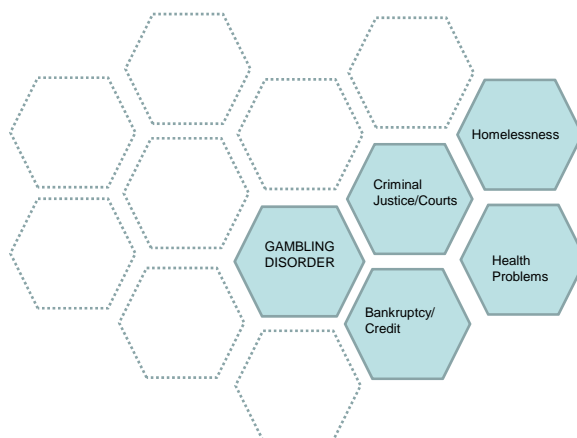 Homelessness
Criminal
Justice/Courts
GAMBLING
DISORDER
Health
Problems
Bankruptcy/
Credit